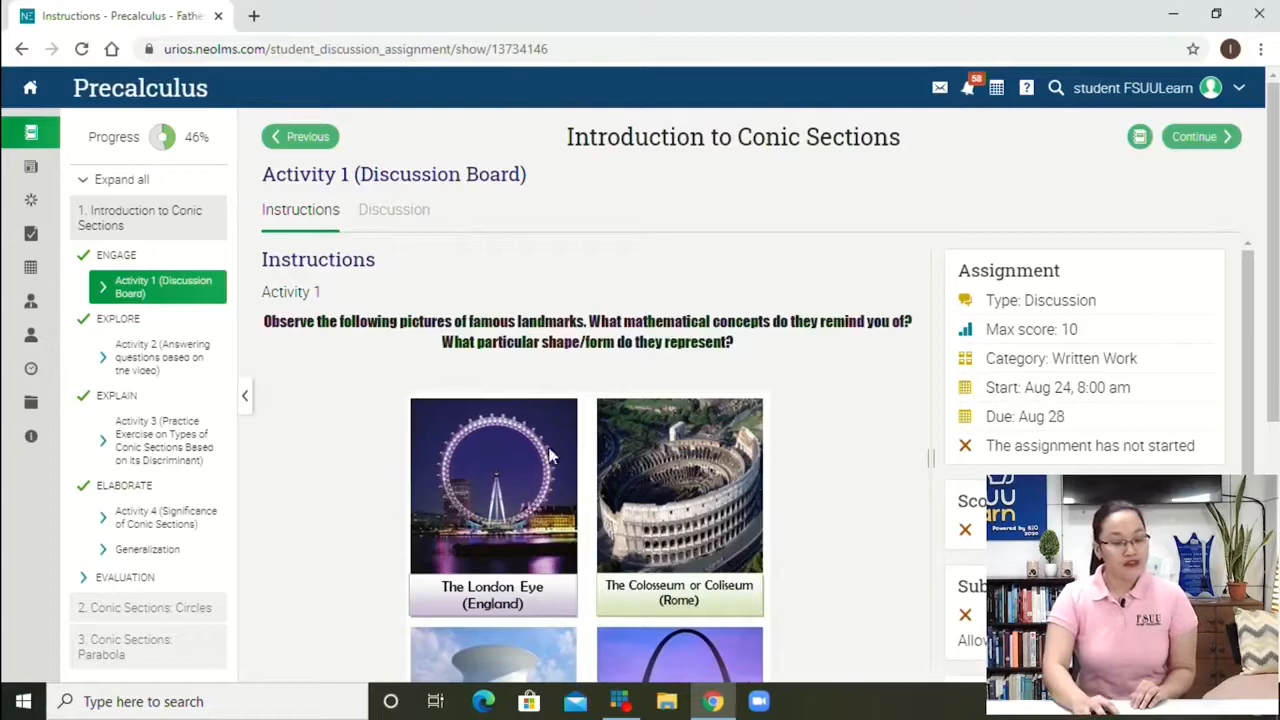 Instructions - Precalculus - Fathe
urios.neolms.com/student_discussion_assignment/show/13734146
Precalculus
58
student FSUULearn
Progress
46%
Previous
Introduction to Conic Sections
Continue
Expand all
Activity 1 (Discussion Board)
Instructions
Discussion
1. Introduction to Conic
Sections
ENGAGE
Activity 1 (Discussion
Board)
EXPLORE
Activity 2 (Answering
questions based on
the video)
EXPLAIN
Activity 3 (Practice
Exercise on Types of
Conic Sections Based
on its Discriminant)
ELABORATE
Activity 4 (Significance
of Conic Sections)
Generalization
EVALUATION
2. Conic Sections: Circles
3. Conic Sections:
Parabola
Instructions
Activity 1
Observe the following pictures of famous landmarks. What mathematical concepts do they remind you of?
What particular shape/form do they represent?
The London Eye
(England)
The Colosseum or Coliseum
(Rome)
Assignment
Type: Discussion
Max score: 10
Category: Written Work
Start: Aug 24, 8:00 am
Due: Aug 28
The assignment has not started
Sco
Sub
Allow
FSUU
Type here to search